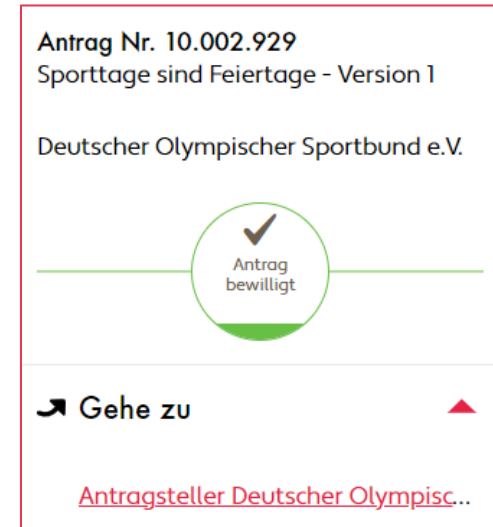 Antrag Nr. 10.002.929
Sporttage sind Feiertage - Version 1
Deutscher Olympischer Sportbund e.V.
Antrag
bewilligt
Gehe zu
Antragsteller Deutscher Olympisc...